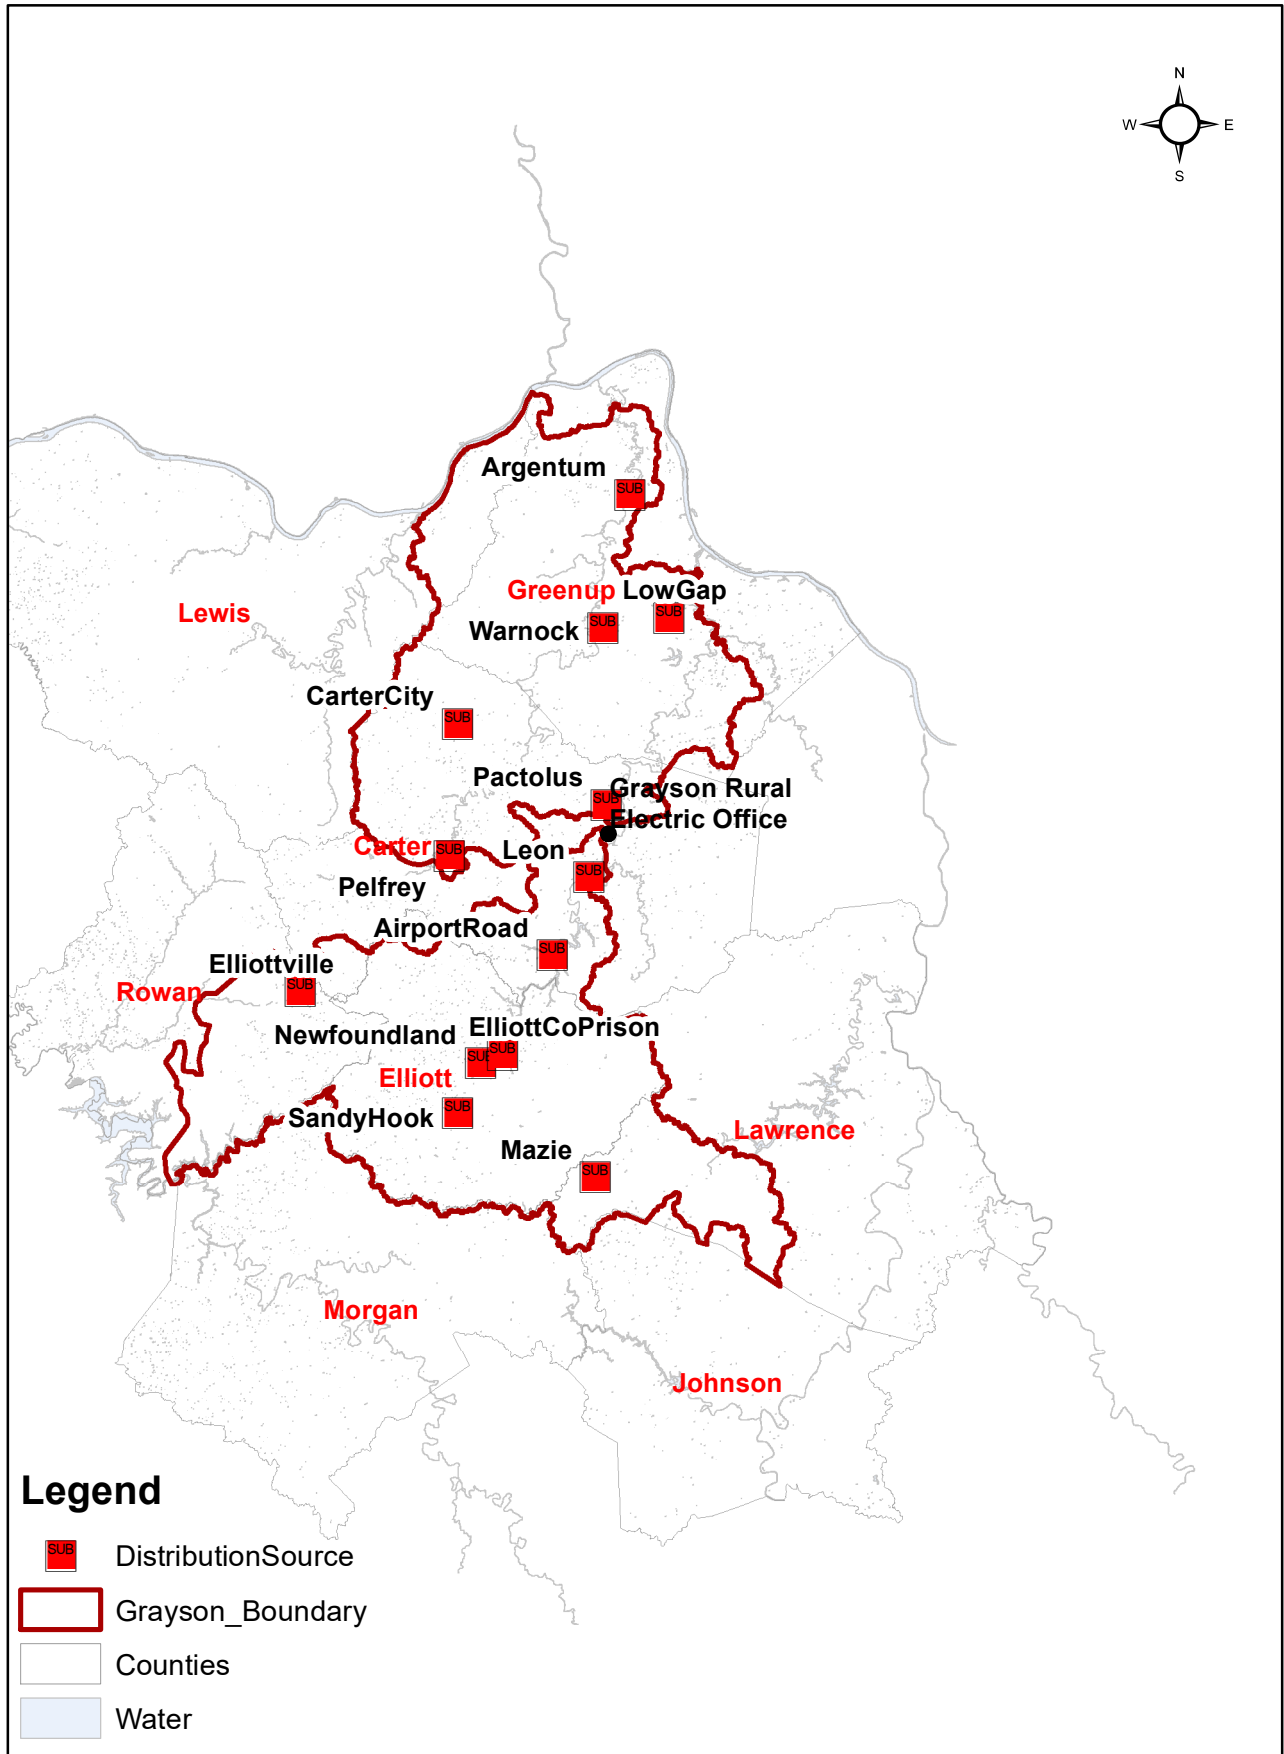 N
W E
S
Argentum
SUB
Greenup LowGap
Lewis
SUB
Warnock SUB
CarterCity
SUB
Pactolus
Grayson Rural
SUB
Electric Office
Carter SUB
Leon
SUB
Pelfrey
AirportRoad
SUB
Elliottville
SUB
Rowan
ElliottCoPrison
Newfoundland
SUB
SUB
Elliott
SUB
SandyHook
Lawrence
Mazie
SUB
Morgan
Johnson
Legend
SUB DistributionSource
Grayson_Boundary
Counties
Water